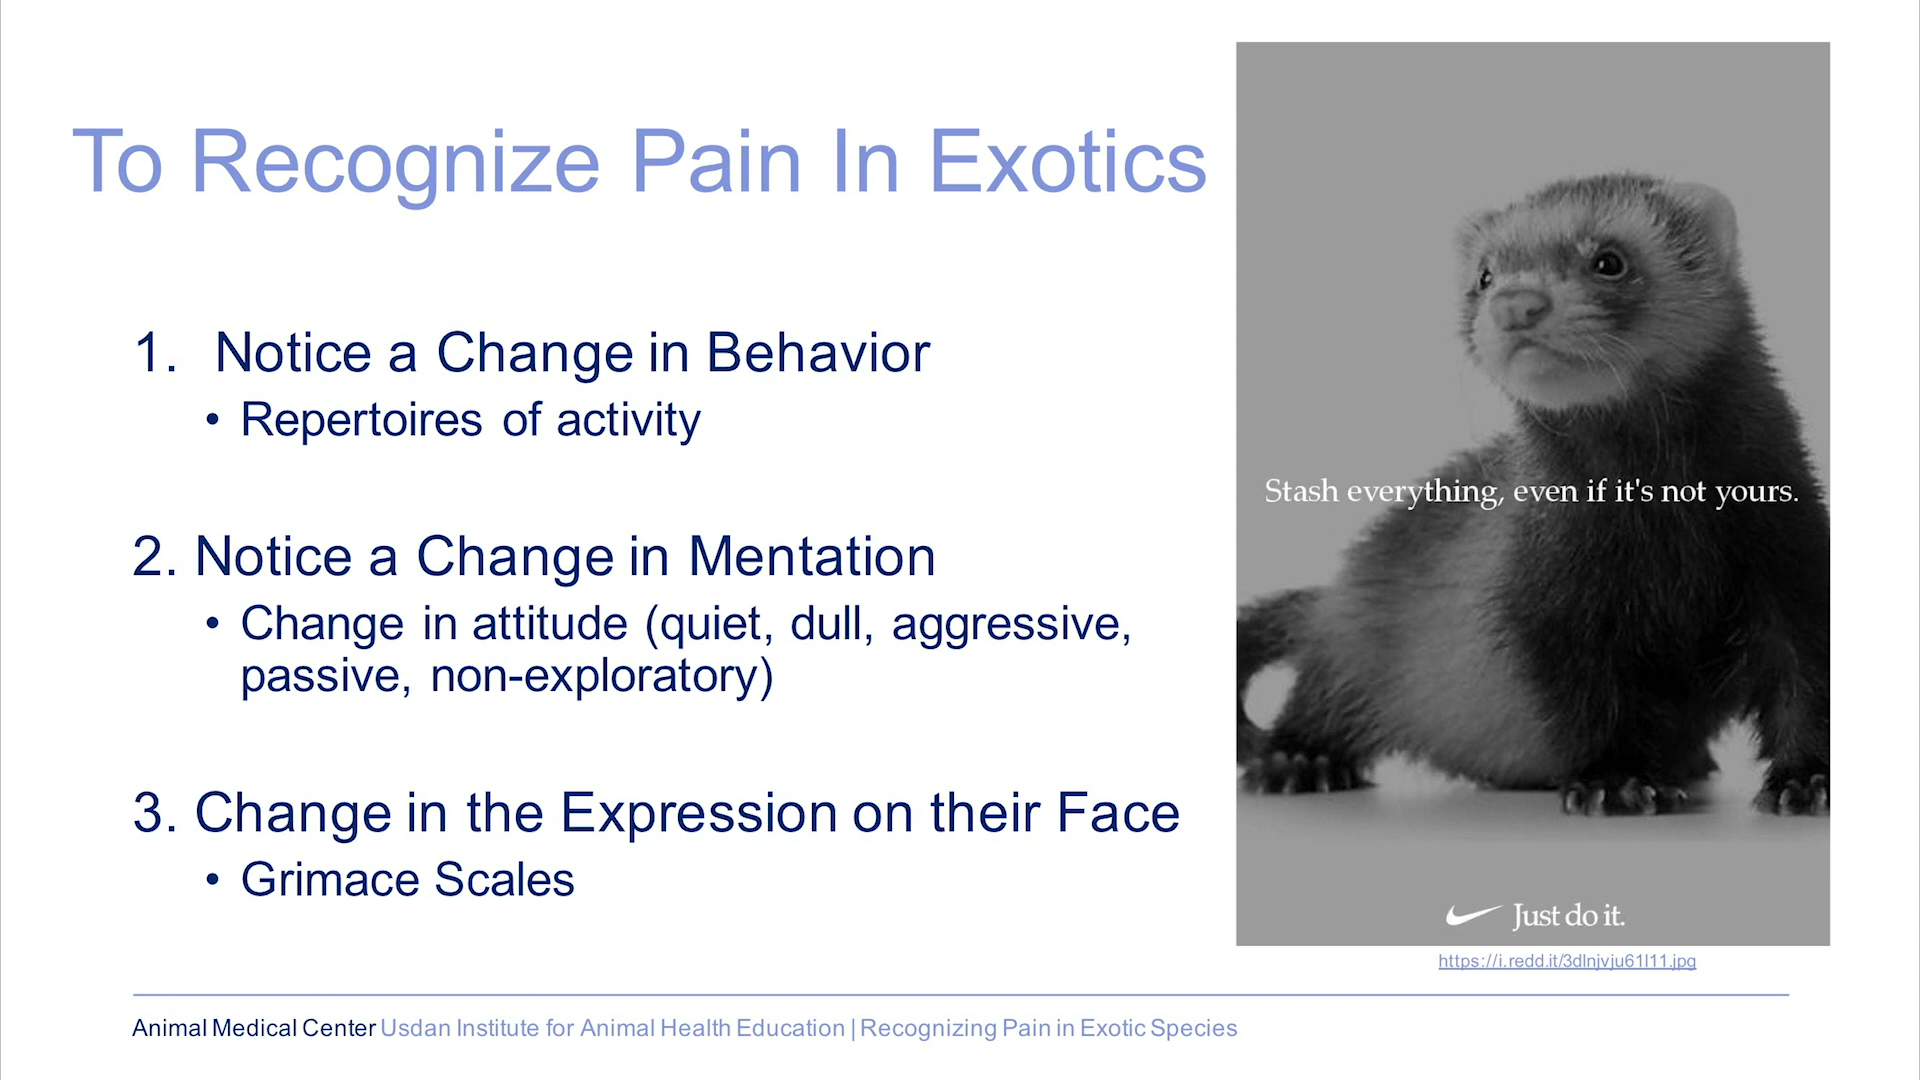 To Recognize Pain In Exotics
1. Notice a Change in Behavior
• Repertoires of activity
2. Notice a Change in Mentation
• Change in attitude (quiet, dull, aggressive,
passive, non-exploratory)
3. Change in the Expression on their Face
• Grimace Scales
Stash everything, even if it's not yours.
Just do it.
https://i.redd.it/3dlnjvju61l11.jpg
Animal Medical Center Usdan Institute for Animal Health Education | Recognizing Pain in Exotic Species